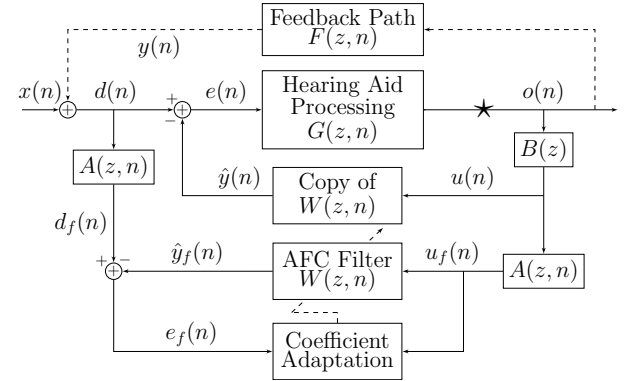 Feedback Path
F(z, n)
y(n)
x(n)
d(n)
+
−
e(n)
Hearing Aid
Processing
G(z, n)
o(n)
B(z)
A(z, n)
ŷ(n)
Copy of
W(z, n)
u(n)
d_f(n)
+
−
ŷ_f(n)
AFC Filter
W(z, n)
u_f(n)
A(z, n)
e_f(n)
Coefficient
Adaptation